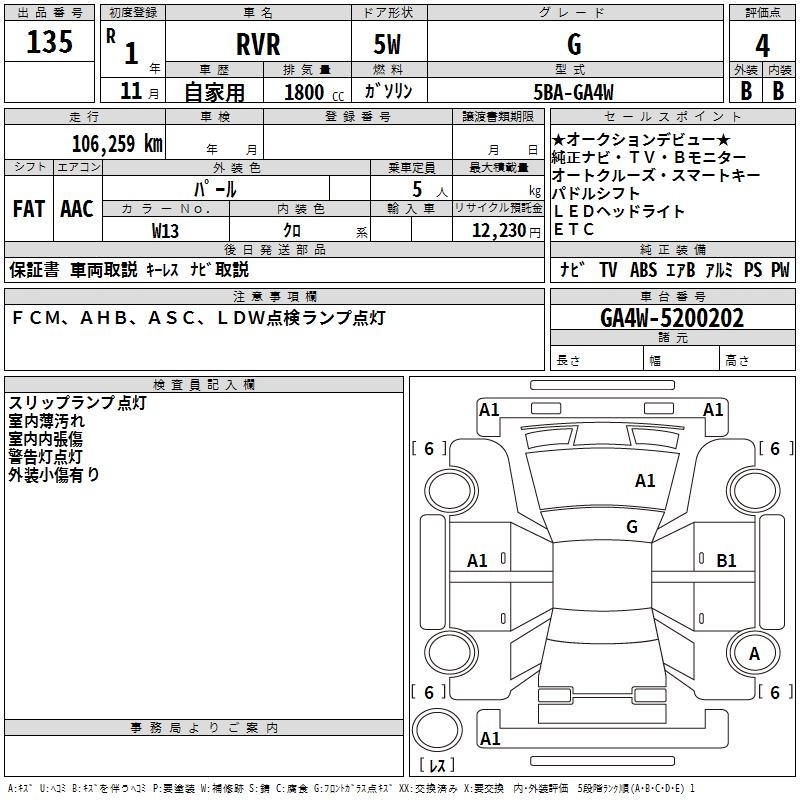 出品番号 初度登録 車名 ドア形状 グレード 評価点
135 R 1 年 RVR 5W G 4
車歴 排気量 燃料 型式 外装 内装
11 月 自家用 1800 CC ｶﾞｿﾘﾝ 5BA-GA4W B B
走行 車検 登録番号 譲渡書類期限
106,259 km 年 月 月 日
シフト エアコン 外装色 乗車定員 最大積載量
FAT AAC ﾊﾟｰﾙ 5 人 kg
カラーNo. 内装色 輸入車 リサイクル預託金
W13 ｸﾛ 系 12,230 円
後日発送部品
保証書 車両取説 ｷｰﾚｽ ﾅﾋﾞ取説
セールスポイント
★オークションデビュー★
純正ナビ・ＴＶ・Ｂモニター
オートクルーズ・スマートキー
パドルシフト
ＬＥＤヘッドライト
ＥＴＣ
純正装備
ﾅﾋﾞ TV ABS ｴｱB ｱﾙﾐ PS PW
注意事項欄
ＦＣＭ、ＡＨＢ、ＡＳＣ、ＬＤＷ点検ランプ点灯
車台番号
GA4W-5200202
諸元
長さ 幅 高さ
検査員記入欄
スリップランプ点灯
室内薄汚れ
室内内張傷
警告灯点灯
外装小傷有り
事務局よりご案内
A1 A1
[ 6 ] [ 6 ]
A1
G
A1 B1
A
[ 6 ] [ 6 ]
A1
[ ﾚｽ ]
A:ｷｽﾞ U:ﾍｺﾐ B:ｷｽﾞを伴うﾍｺﾐ P:要塗装 W:補修跡 S:錆 C:腐食 G:ﾌﾛﾝﾄｶﾞﾗｽ点ｷｽﾞ XX:交換済み X:要交換 内･外装評価 5段階ﾗﾝｸ順(A･B･C･D･E) 1